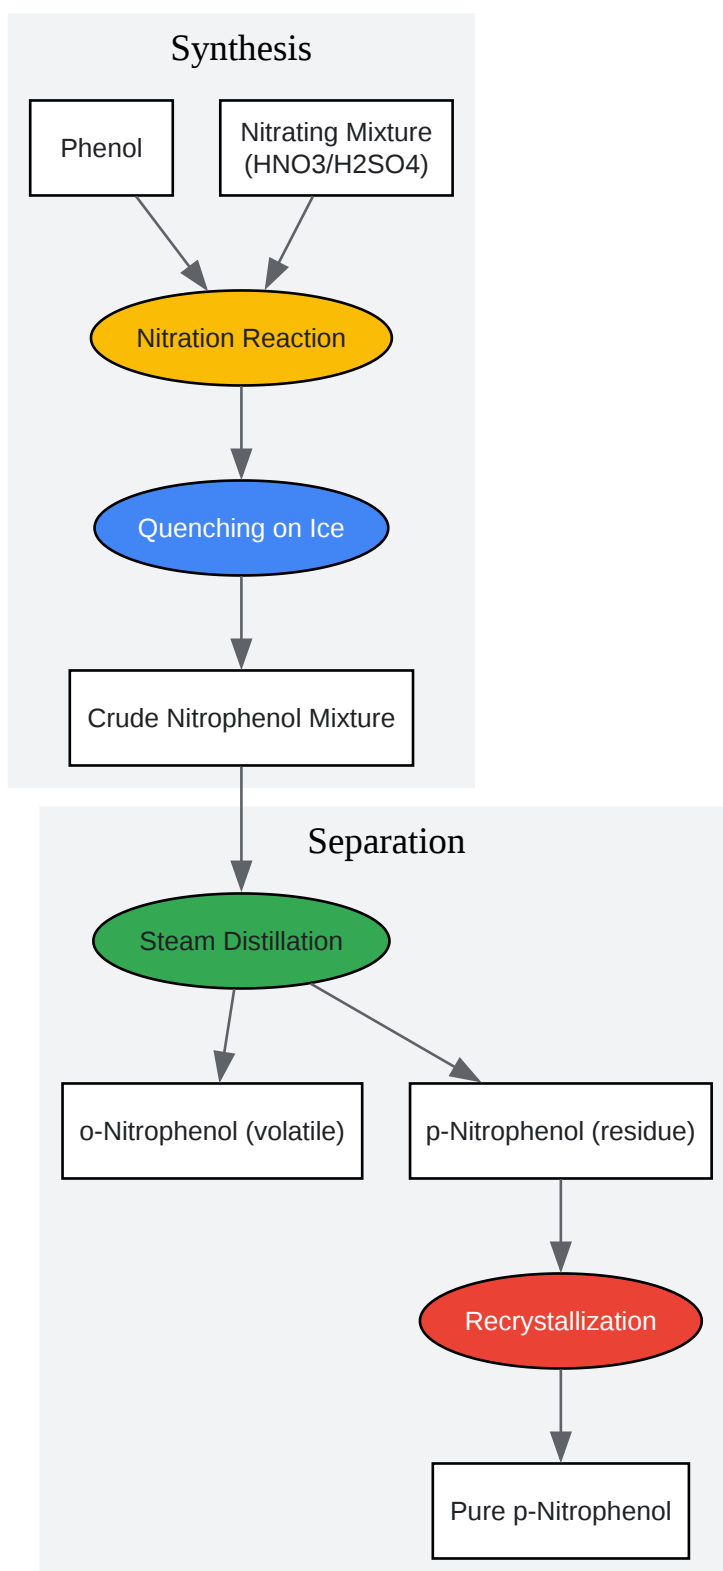 Synthesis
Phenol
Nitrating Mixture
(HNO3/H2SO4)
Nitration Reaction
Quenching on Ice
Crude Nitrophenol Mixture
Separation
Steam Distillation
o-Nitrophenol (volatile)
p-Nitrophenol (residue)
Recrystallization
Pure p-Nitrophenol